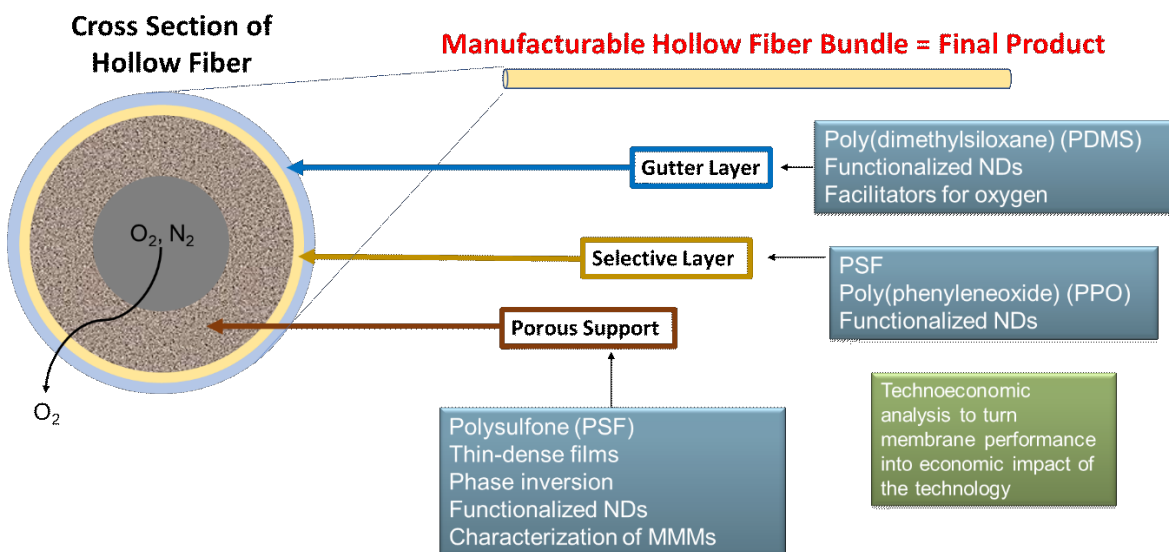 Cross Section of
Hollow Fiber
Manufacturable Hollow Fiber Bundle = Final Product
O₂, N₂
O₂
Gutter Layer
Poly(dimethylsiloxane) (PDMS)
Functionalized NDs
Facilitators for oxygen
Selective Layer
PSF
Poly(phenyleneoxide) (PPO)
Functionalized NDs
Porous Support
Polysulfone (PSF)
Thin-dense films
Phase inversion
Functionalized NDs
Characterization of MMMs
Technoeconomic
analysis to turn
membrane performance
into economic impact of
the technology